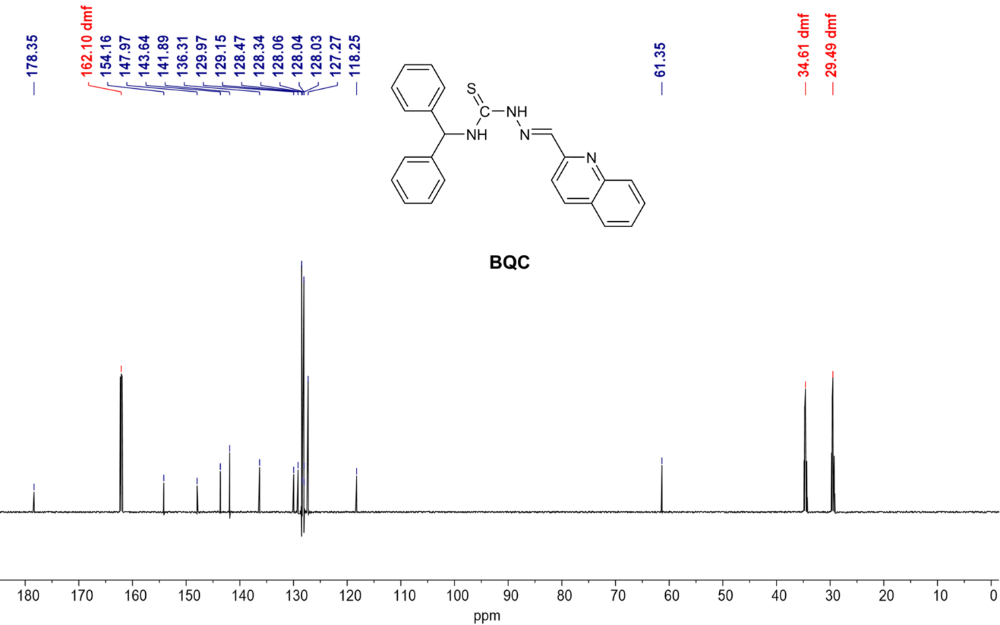 178.35
162.10 dmf
154.16
147.97
143.64
141.89
136.31
129.97
129.15
128.47
128.34
128.06
128.04
128.03
127.27
118.25
61.35
34.61 dmf
29.49 dmf
S
C
NH
NH
N
N
BQC
180 170 160 150 140 130 120 110 100 90 80 70 60 50 40 30 20 10 0
ppm